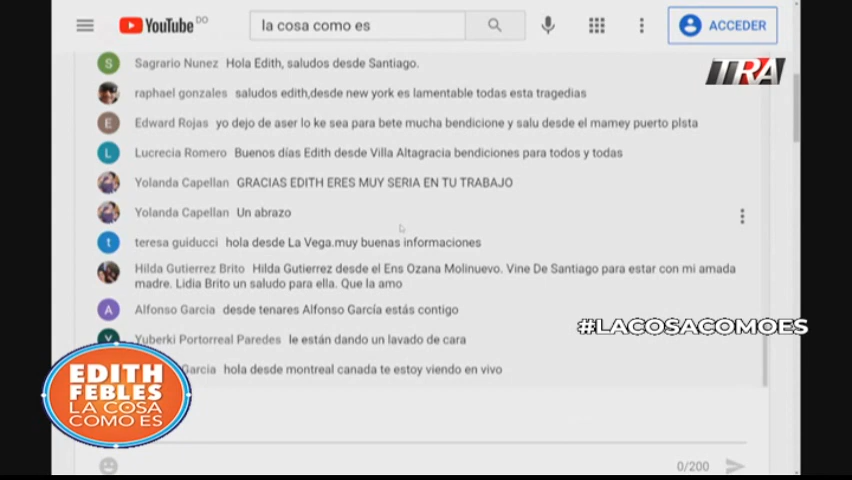 YouTube DO
la cosa como es
ACCEDER
TRA
S Sagrario Nunez Hola Edith, saludos desde Santiago.
raphael gonzales saludos edith,desde new york es lamentable todas esta tragedias
E Edward Rojas yo dejo de aser lo ke sea para bete mucha bendicione y salu desde el mamey puerto plsta
L Lucrecia Romero Buenos días Edith desde Villa Altagracia bendiciones para todos y todas
Yolanda Capellan GRACIAS EDITH ERES MUY SERIA EN TU TRABAJO
Yolanda Capellan Un abrazo
t teresa guiducci hola desde La Vega.muy buenas informaciones
Hilda Gutierrez Brito Hilda Gutierrez desde el Ens Ozana Molinuevo. Vine De Santiago para estar con mi amada
madre. Lidia Brito un saludo para ella. Que la amo
A Alfonso Garcia desde tenares Alfonso García estás contigo
#LACOSACOMOES
Y Yuberki Portorreal Paredes le están dando un lavado de cara
Garcia hola desde montreal canada te estoy viendo en vivo
EDITH
FEBLES
LA COSA
COMO ES
0/200